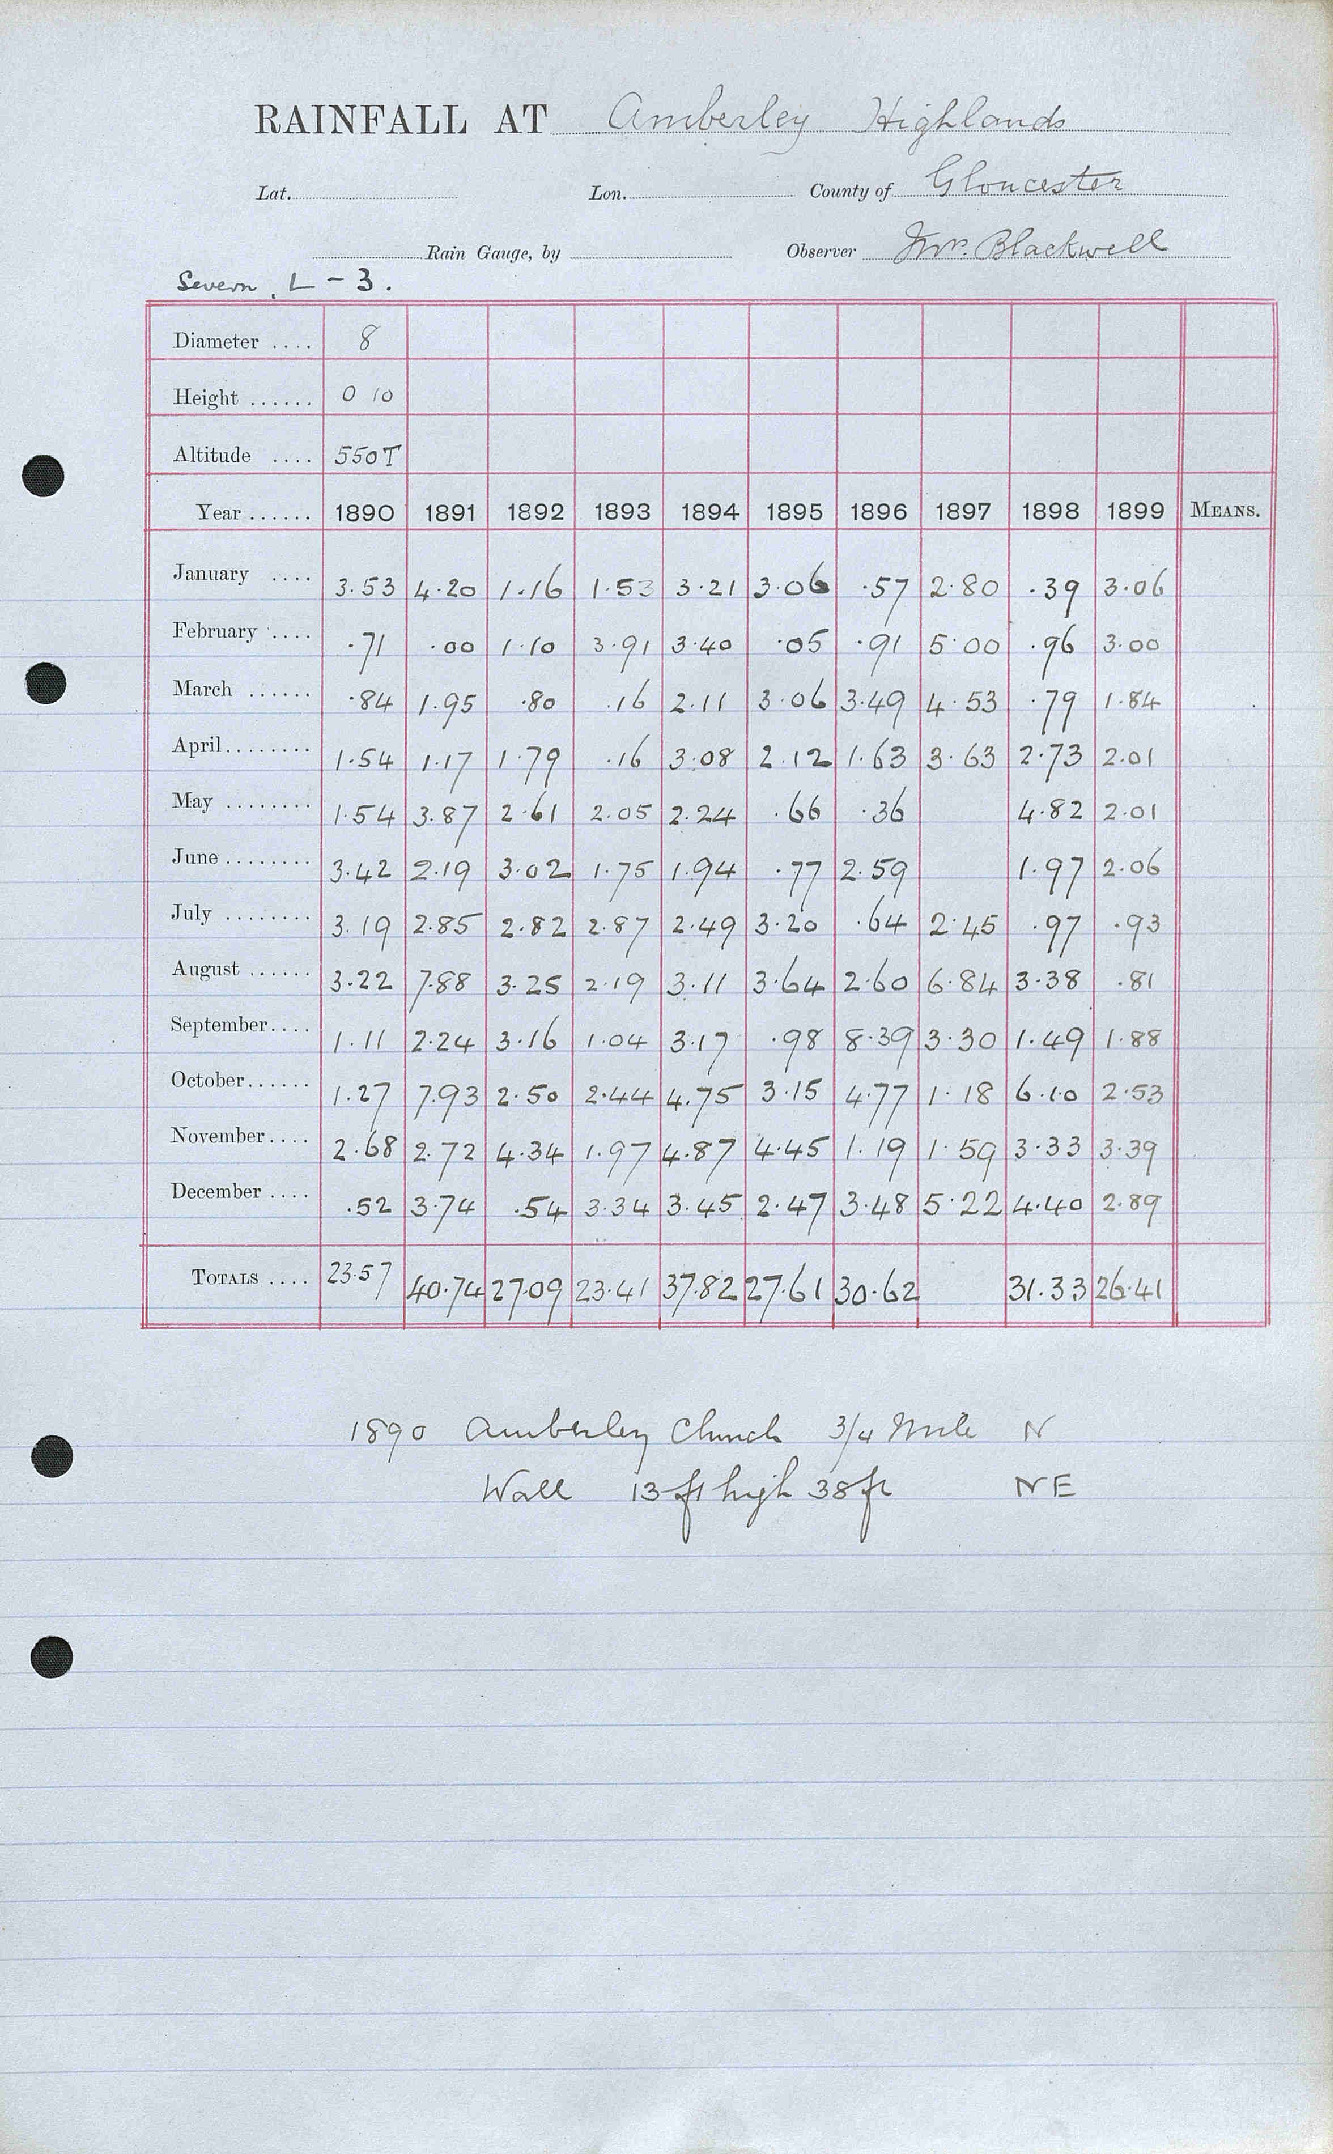 RAINFALL AT Amberley Highlands
Lat. Lon. County of Gloucester
Rain Gauge, by Observer Blackwell
Severn. L - 3.
Diameter .... 8
Height ...... 0 10
Altitude .... 550T
Year ...... 1890 1891 1892 1893 1894 1895 1896 1897 1898 1899 MEANS.
January .... 3.53 4.20 1.16 1.53 3.21 3.06 .57 2.80 .39 3.06
February .... .71 .00 1.10 3.91 3.40 .05 .91 5.00 .96 3.00
March ...... .84 1.95 .80 .16 2.11 3.06 3.49 4.53 .79 1.84
April ........ 1.54 1.17 1.79 .16 3.08 2.12 1.63 3.63 2.73 2.01
May ........ 1.54 3.87 2.61 2.05 2.24 .66 .36 4.82 2.01
June ........ 3.42 2.19 3.02 1.75 1.94 .77 2.59 1.97 2.06
July ........ 3.19 2.85 2.82 2.87 2.49 3.20 .64 2.45 .97 .93
August ...... 3.22 7.88 3.25 2.19 3.11 3.64 2.60 6.84 3.38 .81
September .... 1.11 2.24 3.16 1.04 3.17 .98 8.39 3.30 1.49 1.88
October ...... 1.27 7.93 2.50 2.44 4.75 3.15 4.77 1.18 6.10 2.53
November .... 2.68 2.72 4.34 1.97 4.87 4.45 1.19 1.59 3.33 3.39
December .... .52 3.74 .54 3.34 3.45 2.47 3.48 5.22 4.40 2.89
TOTALS .... 23.57 40.74 27.09 23.41 37.82 27.61 30.62 31.33 26.41
1890 Amberley Church 3/4 Mile N
Wall 13 ft high 38 ft NE